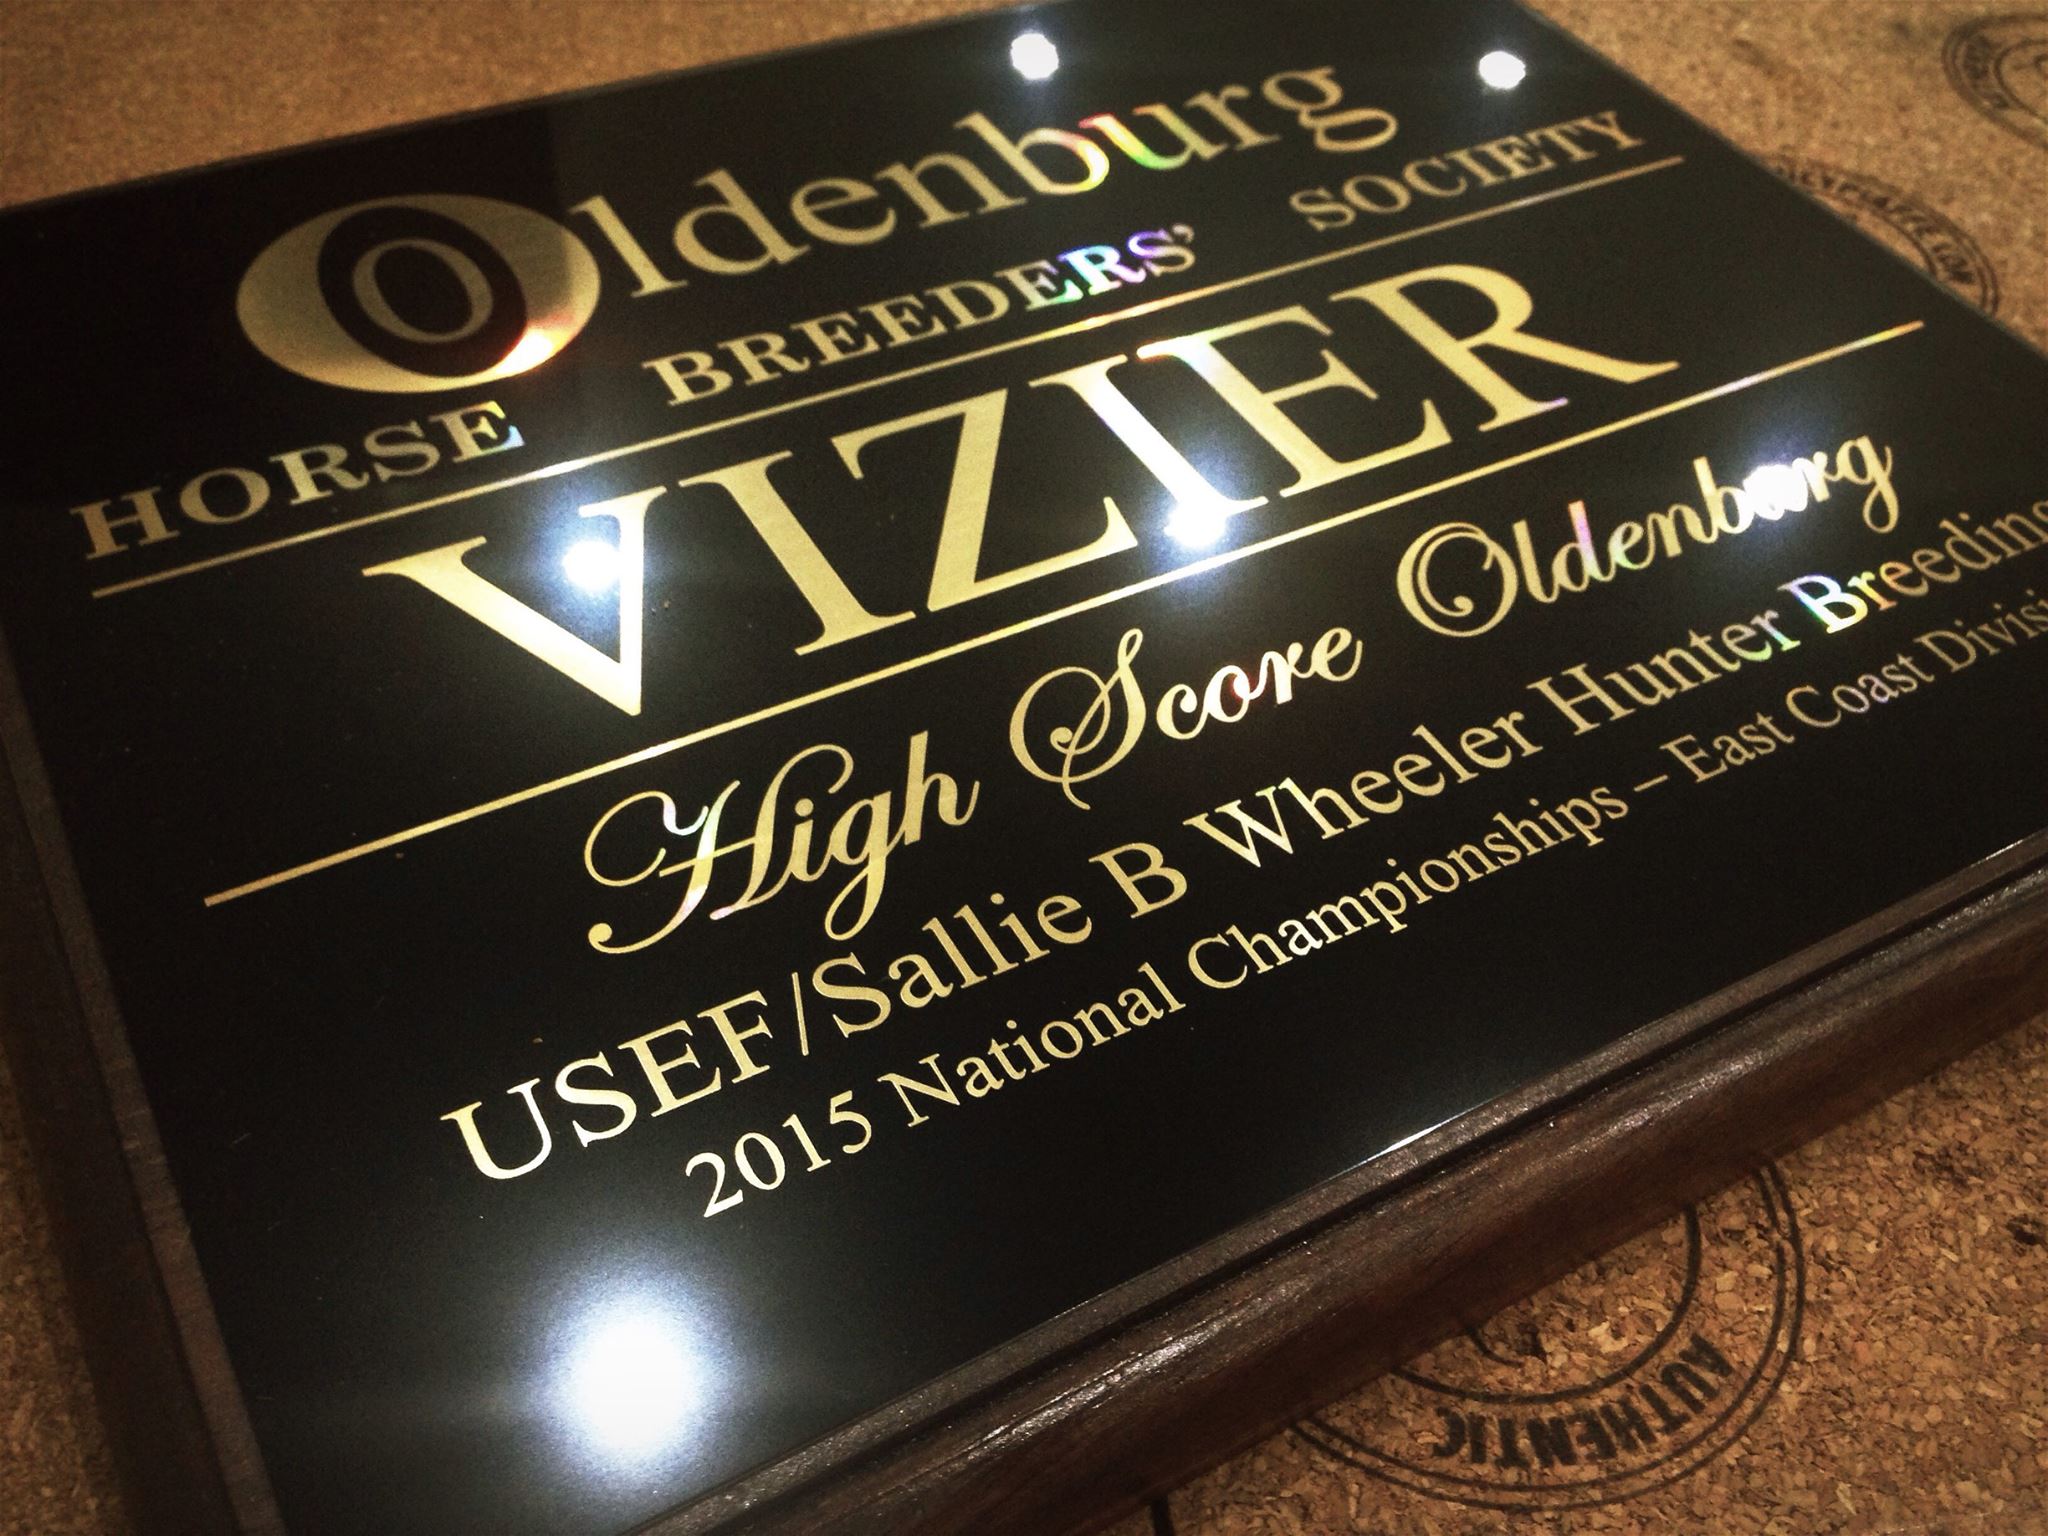 Oldenburg
HORSE BREEDERS' SOCIETY
VIZIER
High Score Oldenburg
USEF/Sallie B Wheeler Hunter Breeding
2015 National Championships – East Coast Divisi
AUTHENTIC